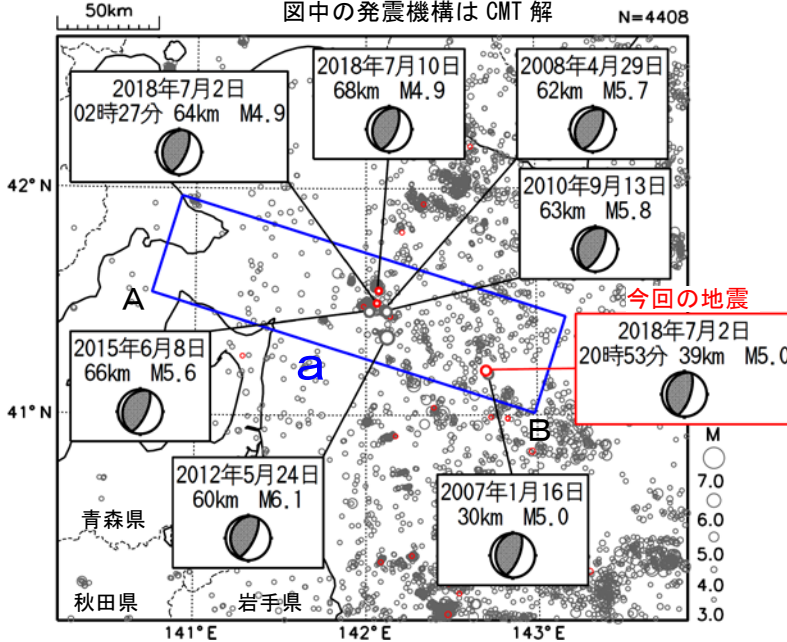 図中の発震機構は CMT 解
50km
N=4408
2018年7月2日
02時27分 64km M4.9
2018年7月10日
68km M4.9
2008年4月29日
62km M5.7
2010年9月13日
63km M5.8
42°N
A
a
今回の地震
2018年7月2日
20時53分 39km M5.0
2015年6月8日
66km M5.6
41°N
B
2012年5月24日
60km M6.1
2007年1月16日
30km M5.0
M
7.0
6.0
5.0
4.0
3.0
青森県
秋田県
岩手県
141°E
142°E
143°E